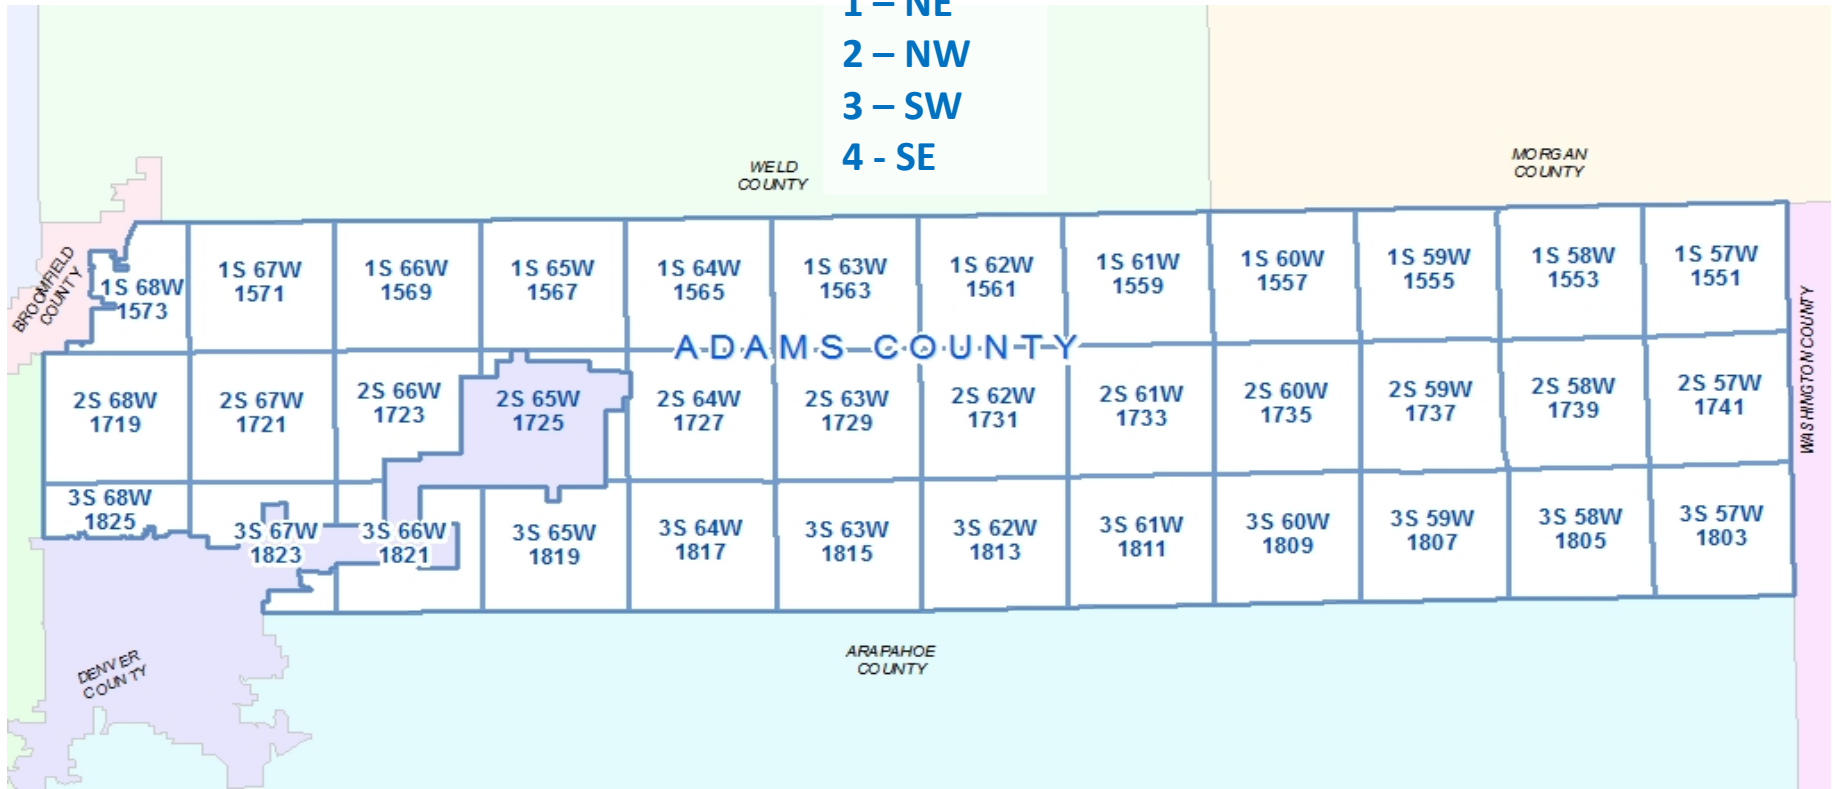 1 – NE
2 – NW
3 – SW
4 - SE
WELD
COUNTY
MORGAN
COUNTY
BROOMFIELD
COUNTY
WASHINGTON COUNTY
1S 68W
1573
1S 67W
1571
1S 66W
1569
1S 65W
1567
1S 64W
1565
1S 63W
1563
1S 62W
1561
1S 61W
1559
1S 60W
1557
1S 59W
1555
1S 58W
1553
1S 57W
1551
ADAMS COUNTY
2S 68W
1719
2S 67W
1721
2S 66W
1723
2S 65W
1725
2S 64W
1727
2S 63W
1729
2S 62W
1731
2S 61W
1733
2S 60W
1735
2S 59W
1737
2S 58W
1739
2S 57W
1741
3S 68W
1825
3S 67W
1823
3S 66W
1821
3S 65W
1819
3S 64W
1817
3S 63W
1815
3S 62W
1813
3S 61W
1811
3S 60W
1809
3S 59W
1807
3S 58W
1805
3S 57W
1803
DENVER
COUNTY
ARAPAHOE
COUNTY